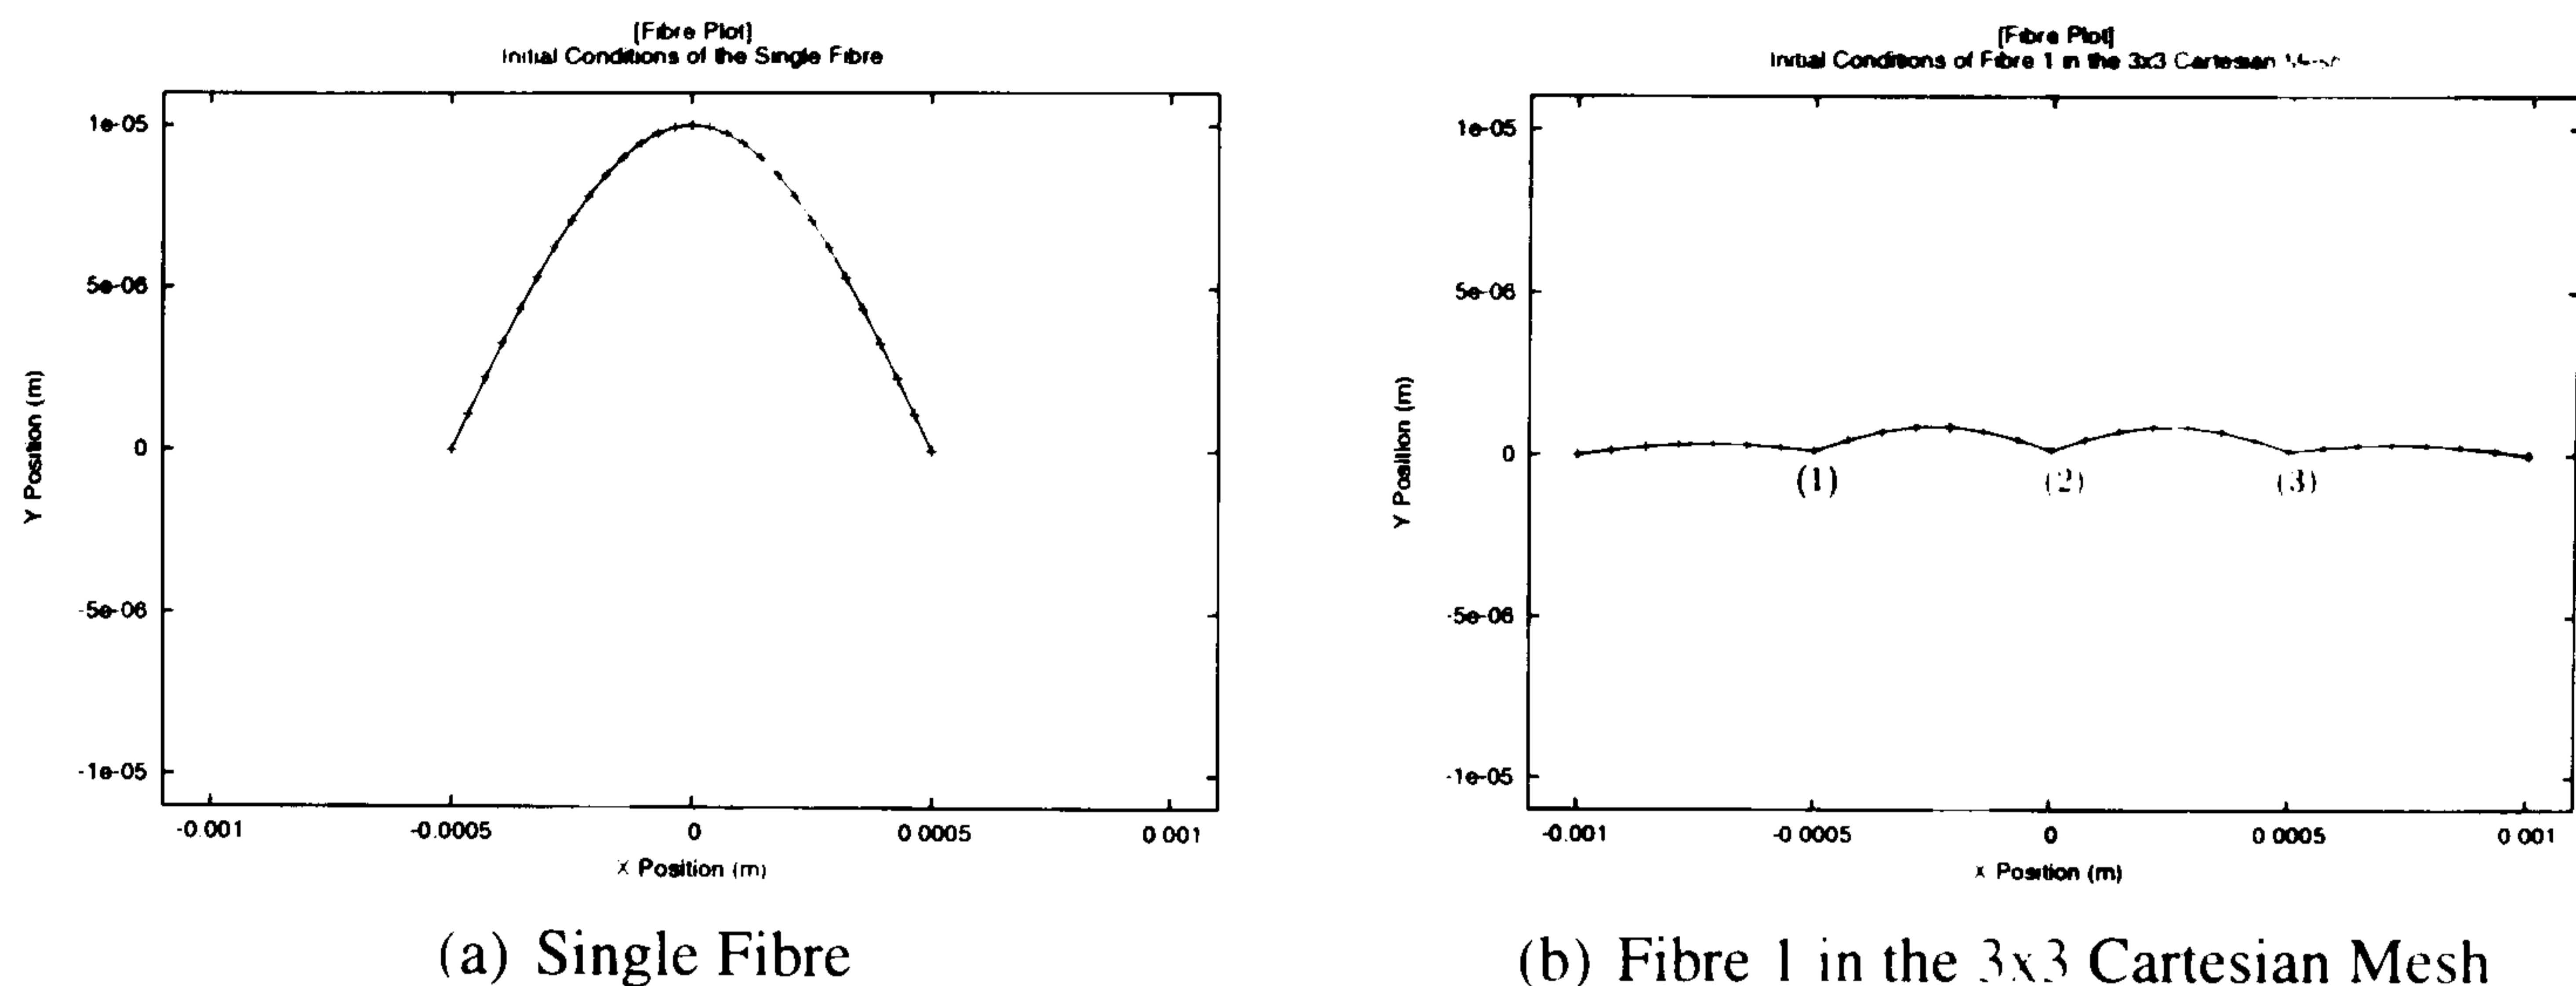 [Fibre Plot]
Initial Conditions of the Single Fibre
1e-05
5e-06
0
-5e-06
-1e-05
Y Position (m)
-0.001
-0.0005
0
0 0005
0 001
X Position (m)
(a) Single Fibre
[Fibre Plot]
Initial Conditions of Fibre 1 in the 3x3 Cartesian
1e-05
5e-06
0
-5e-06
-1e-05
Y Position (m)
(1)
(2)
(3)
-0.001
-0 0005
0
0 0005
0 001
x Position (m)
(b) Fibre 1 in the 3x3 Cartesian Mesh